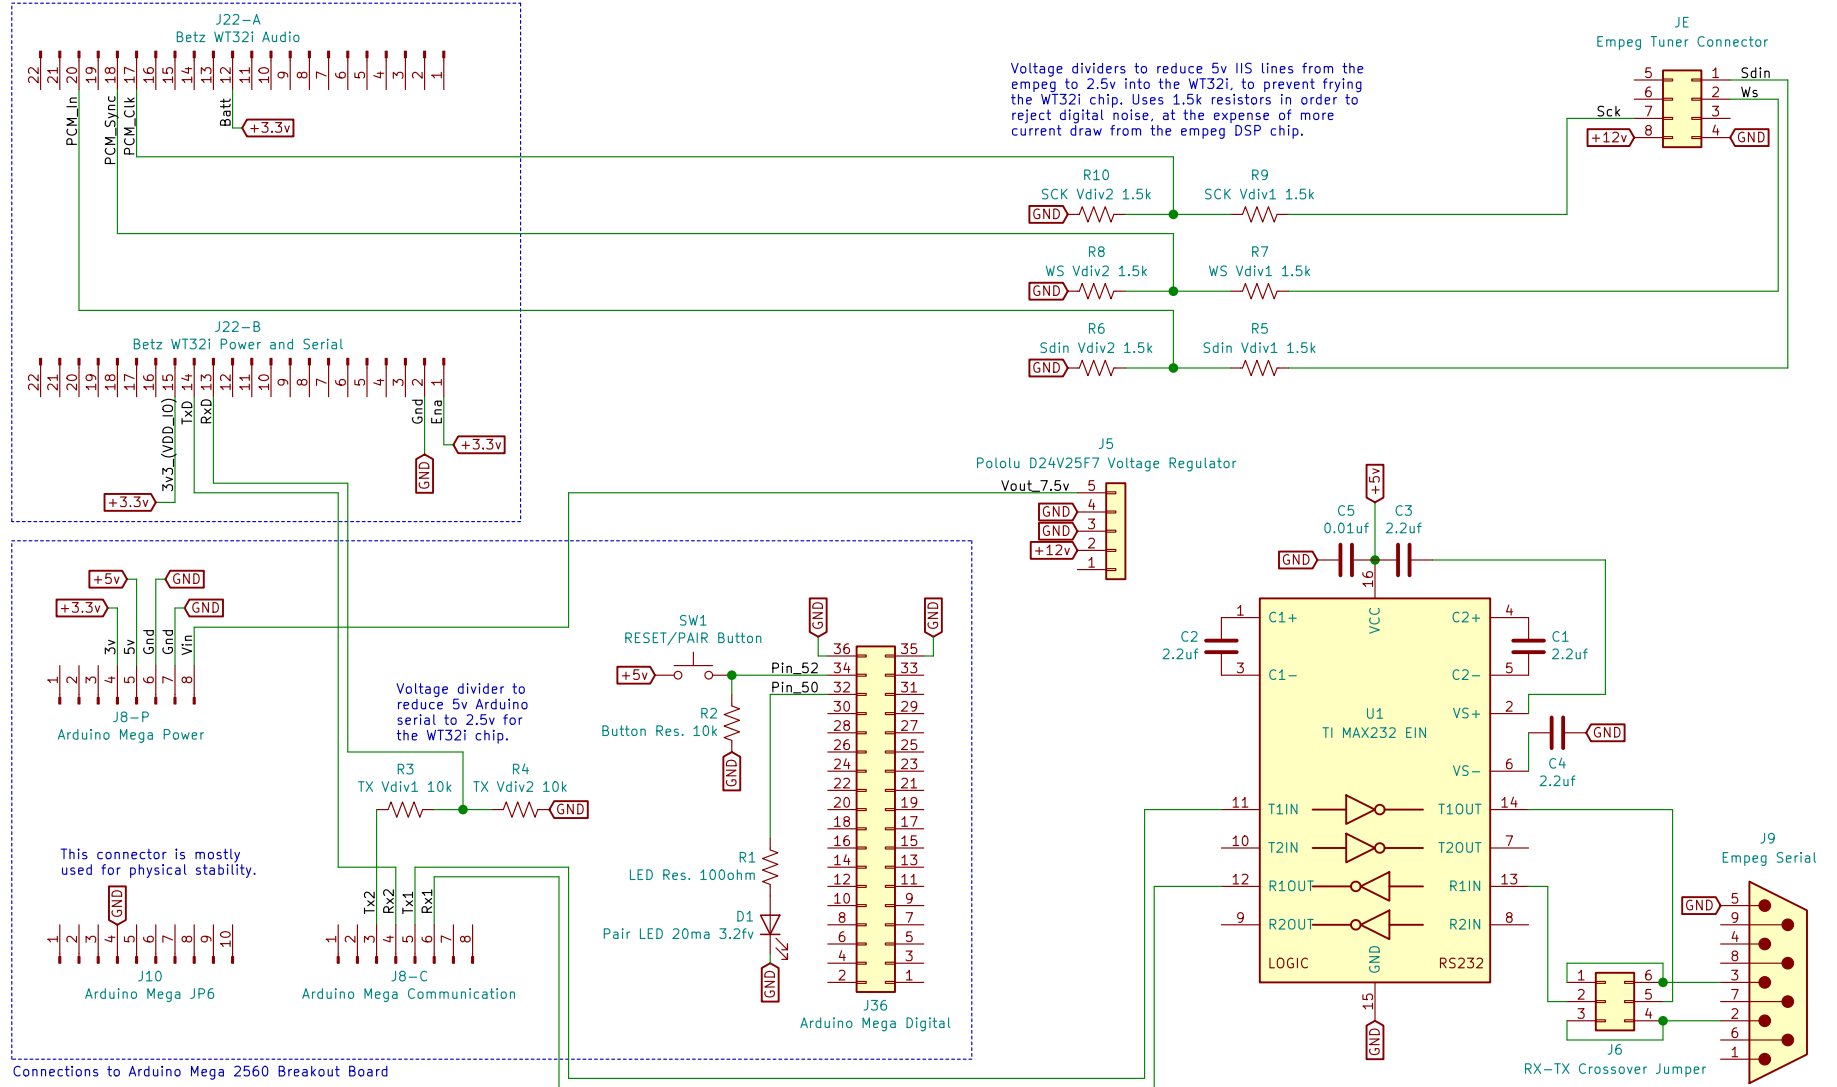 J22-A
Betz WT32i Audio
22 21 20 19 18 17 16 15 14 13 12 11 10 9 8 7 6 5 4 3 2 1
PCM_In
PCM_Sync
PCM_Clk
Batt
+3.3v
Voltage dividers to reduce 5v IIS lines from the
empeg to 2.5v into the WT32i, to prevent frying
the WT32i chip. Uses 1.5k resistors in order to
reject digital noise, at the expense of more
current draw from the empeg DSP chip.
JE
Empeg Tuner Connector
5 1 Sdin
6 2 Ws
Sck 7 3
+12v 8 4 GND
R10
SCK Vdiv2 1.5k
GND
R9
SCK Vdiv1 1.5k
R8
WS Vdiv2 1.5k
GND
R7
WS Vdiv1 1.5k
R6
Sdin Vdiv2 1.5k
GND
R5
Sdin Vdiv1 1.5k
J22-B
Betz WT32i Power and Serial
22 21 20 19 18 17 16 15 14 13 12 11 10 9 8 7 6 5 4 3 2 1
3v3_(VDD_IO)
TxD
RxD
Gnd
Ena
+3.3v
GND
+3.3v
J5
Pololu D24V25F7 Voltage Regulator
Vout_7.5v 5
GND 4
GND 3
+12v 2
1
+5v GND
+3.3v GND
3v
5v
Gnd
Gnd
Vin
1 2 3 4 5 6 7 8
J8-P
Arduino Mega Power
Voltage divider to
reduce 5v Arduino
serial to 2.5v for
the WT32i chip.
R3
TX Vdiv1 10k
R4
TX Vdiv2 10k
GND
This connector is mostly
used for physical stability.
GND
1 2 3 4 5 6 7 8 9 10
J10
Arduino Mega JP6
Tx2
Rx2
Tx1
Rx1
1 2 3 4 5 6 7 8
J8-C
Arduino Mega Communication
SW1
RESET/PAIR Button
+5v
Pin_52
Pin_50
R2
Button Res. 10k
GND
R1
LED Res. 100ohm
D1
Pair LED 20ma 3.2fv
GND
GND
GND
36 35
34 33
32 31
30 29
28 27
26 25
24 23
22 21
20 19
18 17
16 15
14 13
12 11
10 9
8 7
6 5
4 3
2 1
J36
Arduino Mega Digital
Connections to Arduino Mega 2560 Breakout Board
+5v
C5
0.01uf
C3
2.2uf
GND
16
VCC
1 C1+ C2+ 4
C2
2.2uf
C1
2.2uf
3 C1- C2- 5
U1
TI MAX232 EIN
VS+ 2
GND
C4
2.2uf
VS- 6
11 T1IN T1OUT 14
10 T2IN T2OUT 7
12 R1OUT R1IN 13
9 R2OUT R2IN 8
LOGIC GND RS232
15
GND
J9
Empeg Serial
GND 5
9
4
8
3
7
2
6
1
1 6
2 5
3 4
J6
RX-TX Crossover Jumper